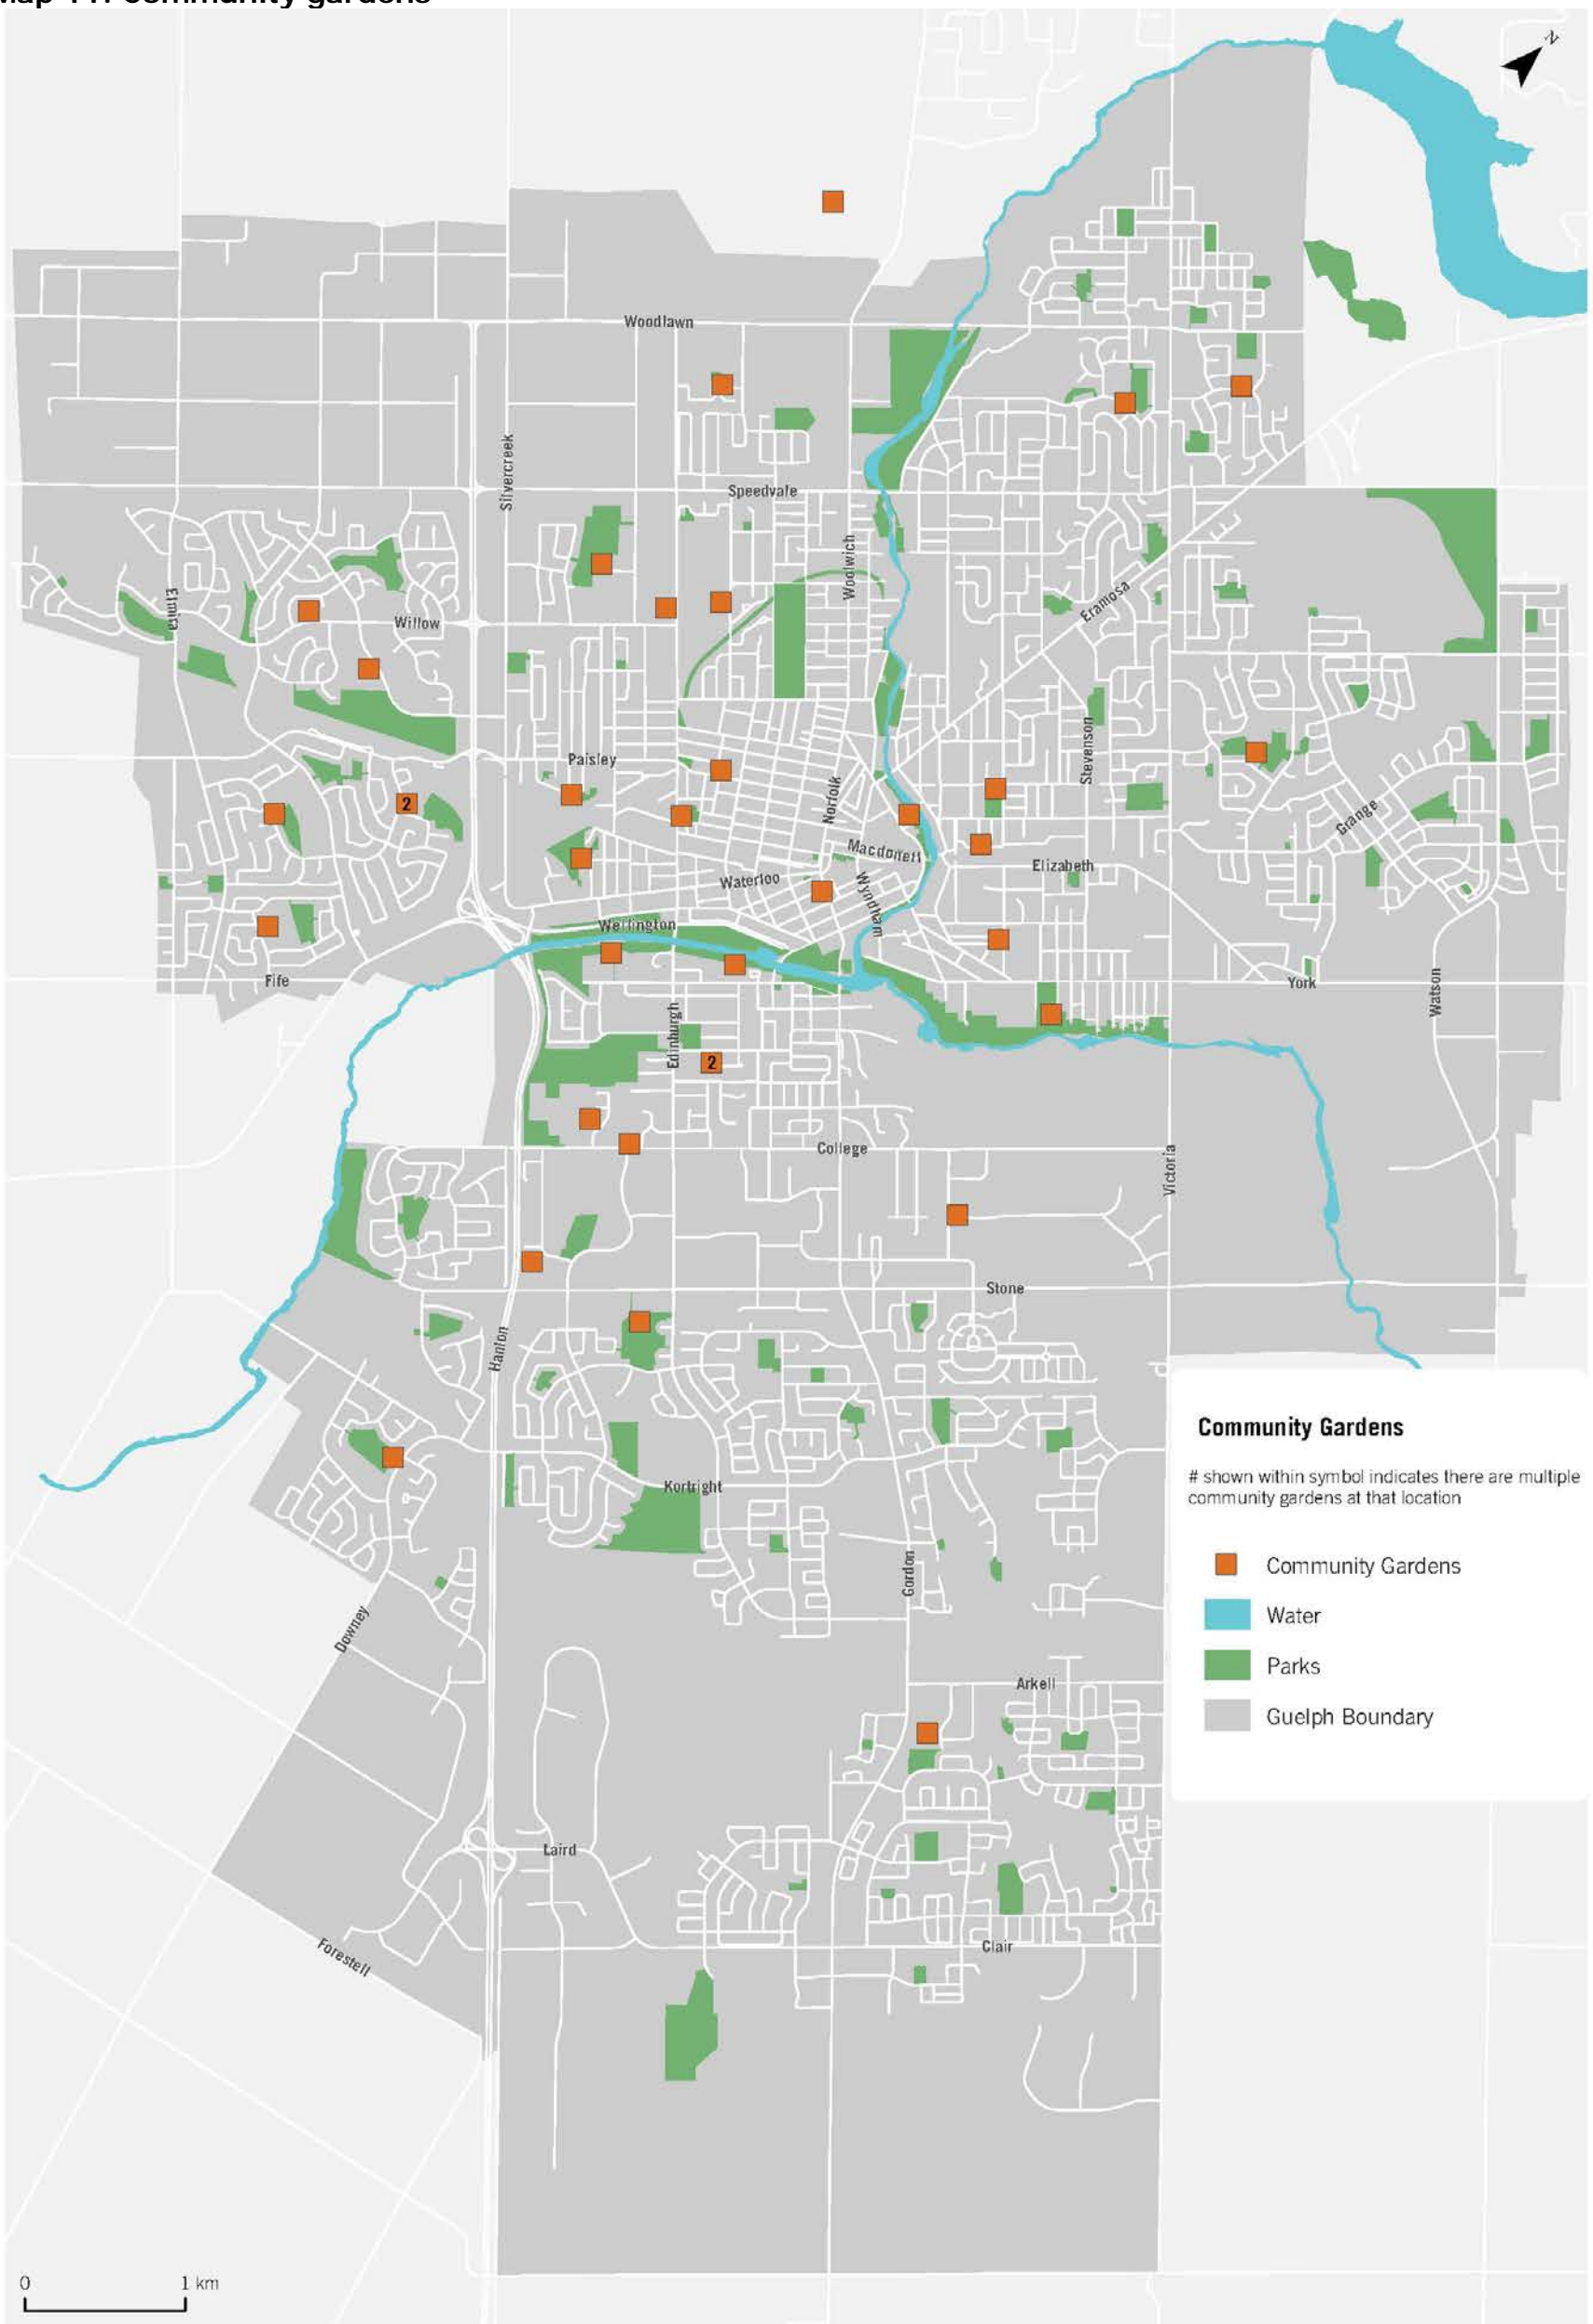 community gardens
N
Woodlawn
Silvercreek
Speedvale
Woolwich
Elmira
Willow
Eramosa
Stevenson
Paisley
Norfolk
2
Grange
Macdonell
Elizabeth
Waterloo
Wyndham
Wellington
Fife
York
Watson
Edinburgh
2
College
Victoria
Stone
Hanlon
Kortright
Gordon
Downey
Arkell
Laird
Clair
Forestell
Community Gardens
# shown within symbol indicates there are multiple
community gardens at that location
Community Gardens
Water
Parks
Guelph Boundary
0 1 km